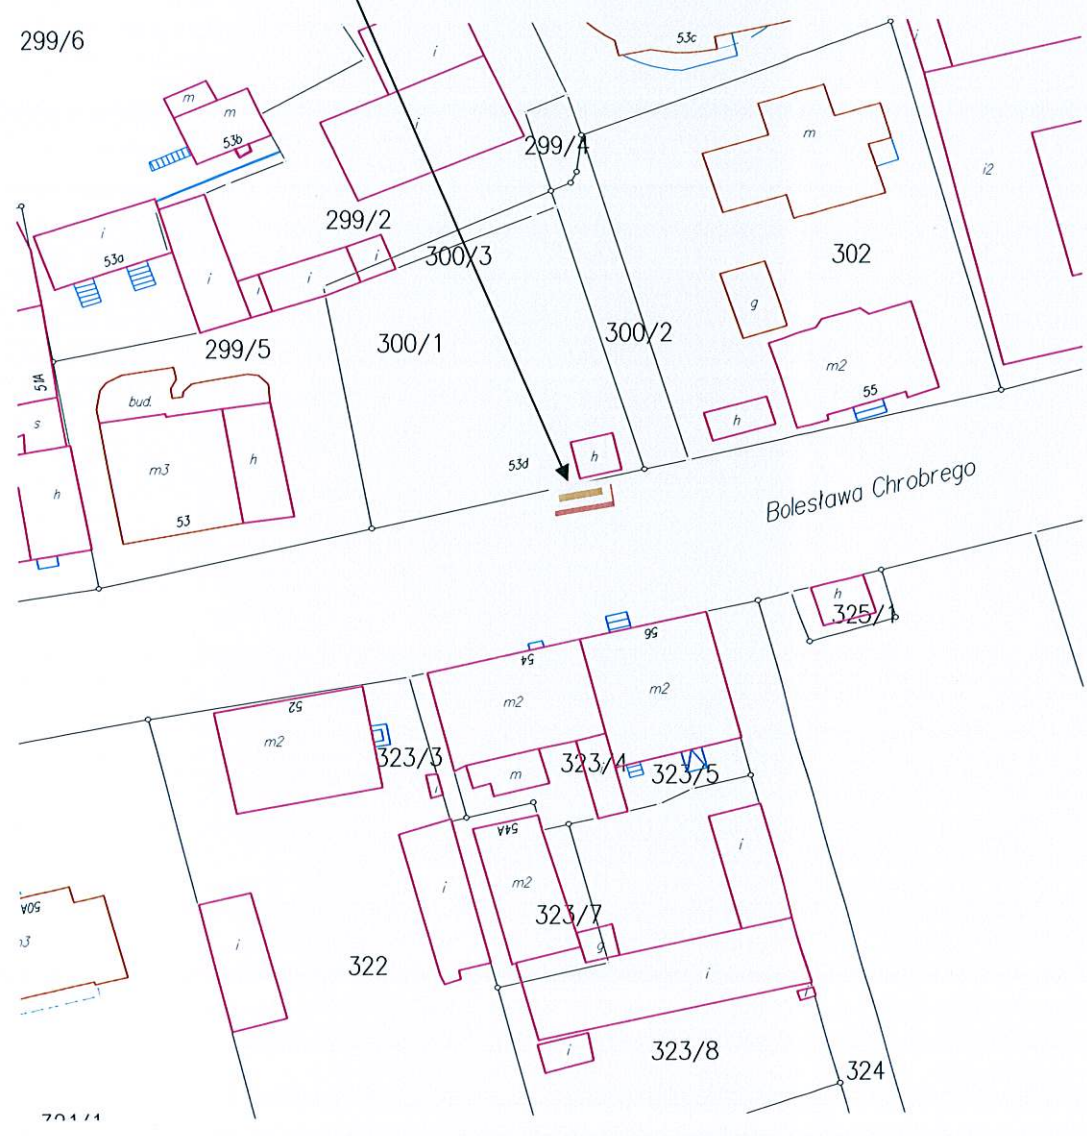 299/6
i
53c
i
m
m
i
m
53b
299/4
i2
299/2
i
i
300/3
302
53a
i
i
i
g
300/1
300/2
299/5
m2
51A
bud.
55
s
h
m3
h
53d
h
h
53
Bolesława Chrobrego
h
325/1
56
54
m2
m2
52
m2
323/3
323/4
323/5
m
i
i
54A
i
i
m2
50A
323/7
i
g
322
i
i
i
323/8
324